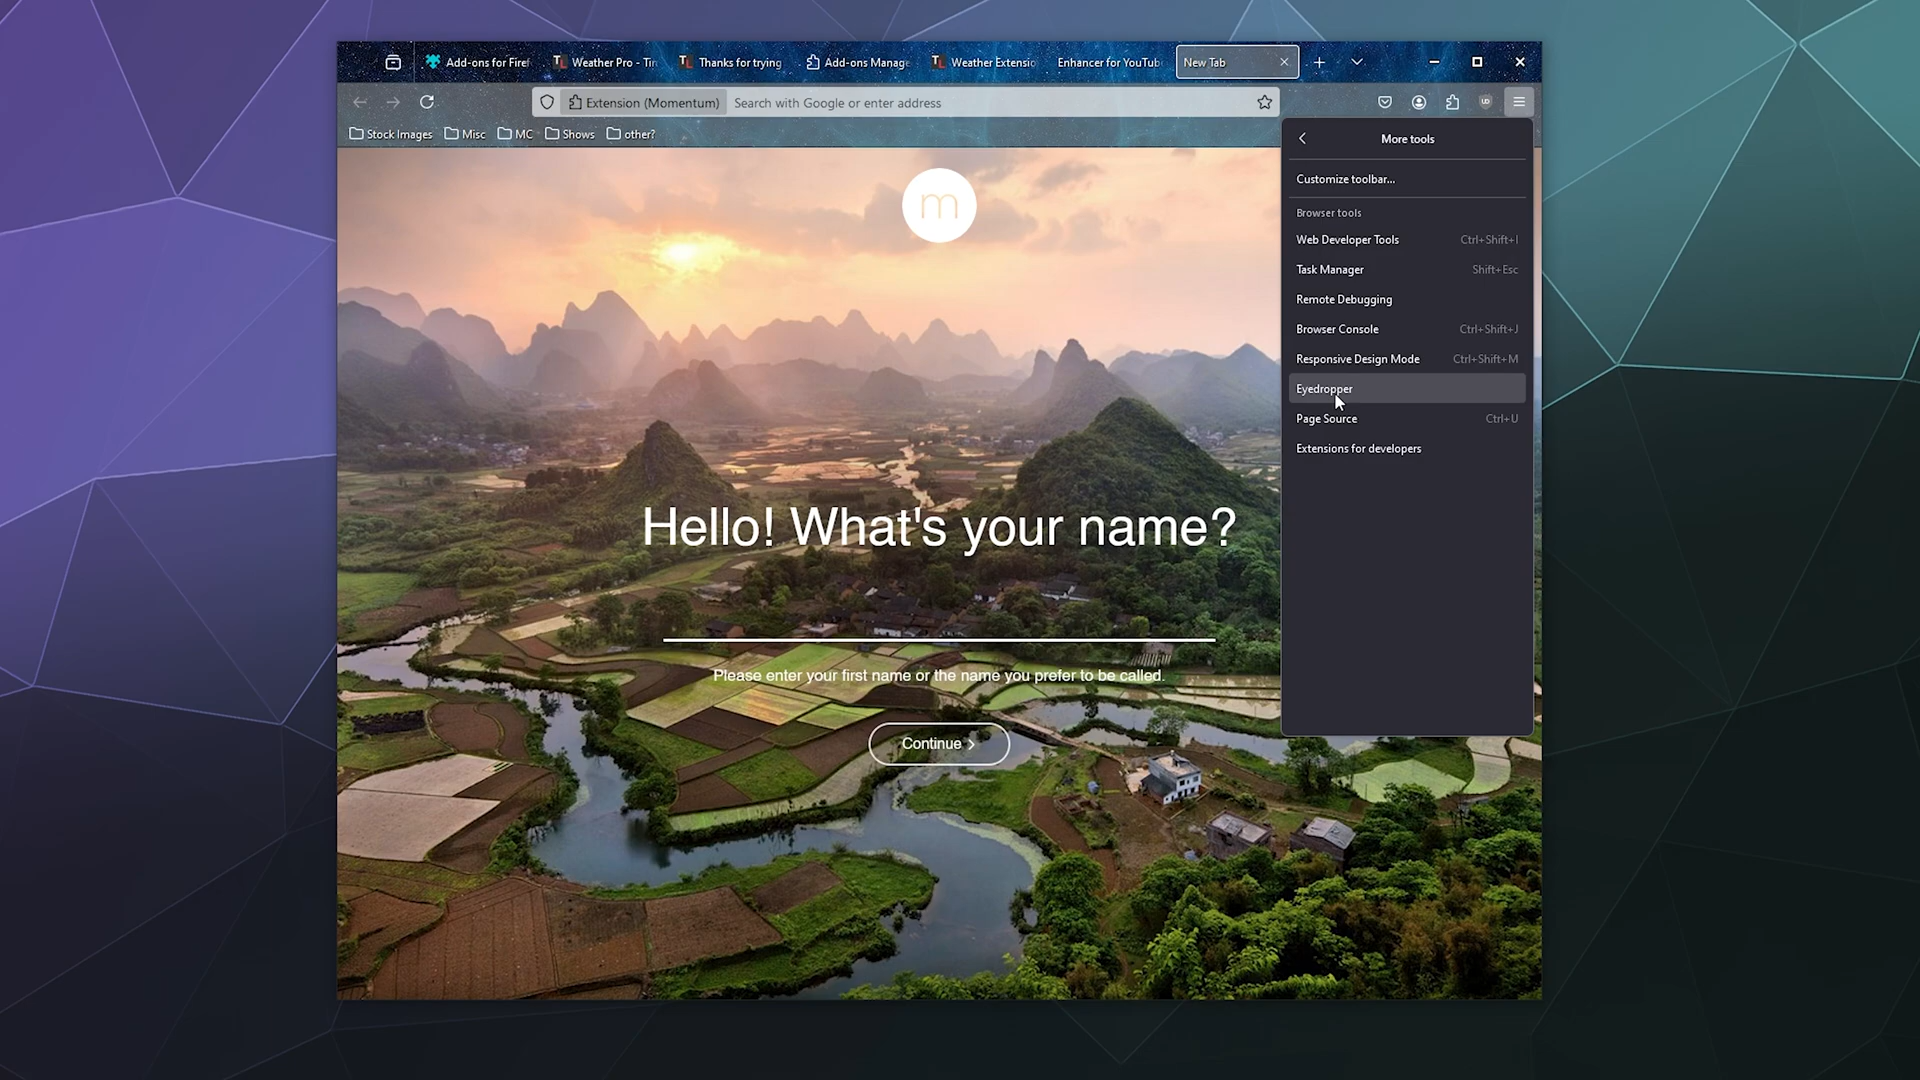 Add-ons for Firef
Weather Pro - Tin
Thanks for trying
Add-ons Manage
Weather Extensio
Enhancer for YouTub
New Tab
Extension (Momentum)
Search with Google or enter address
Stock Images
Misc
MC
Shows
other?
More tools
Customize toolbar...
Browser tools
Web Developer Tools Ctrl+Shift+I
Task Manager Shift+Esc
Remote Debugging
Browser Console Ctrl+Shift+J
Responsive Design Mode Ctrl+Shift+M
Eyedropper
Page Source Ctrl+U
Extensions for developers
m
Hello! What's your name?
Please enter your first name or the name you prefer to be called.
Continue >